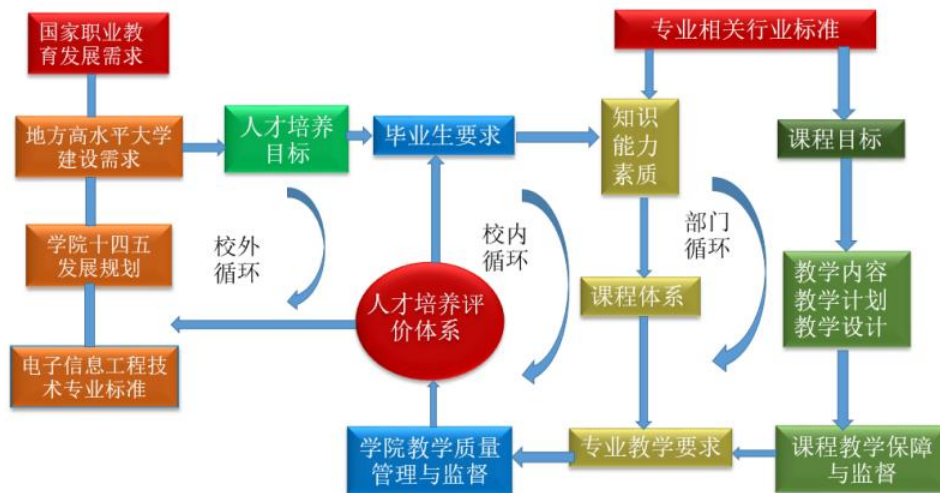 国家职业教
育发展需求
专业相关行业标准
地方高水平大学
建设需求
人才培养
目标
毕业生要求
知识
能力
素质
课程目标
学院十四五
发展规划
校外
循环
校内
循环
部门
循环
人才培养评
价体系
课程体系
教学内容
教学计划
教学设计
电子信息工程技
术专业标准
学院教学质量
管理与监督
专业教学要求
课程教学保障
与监督